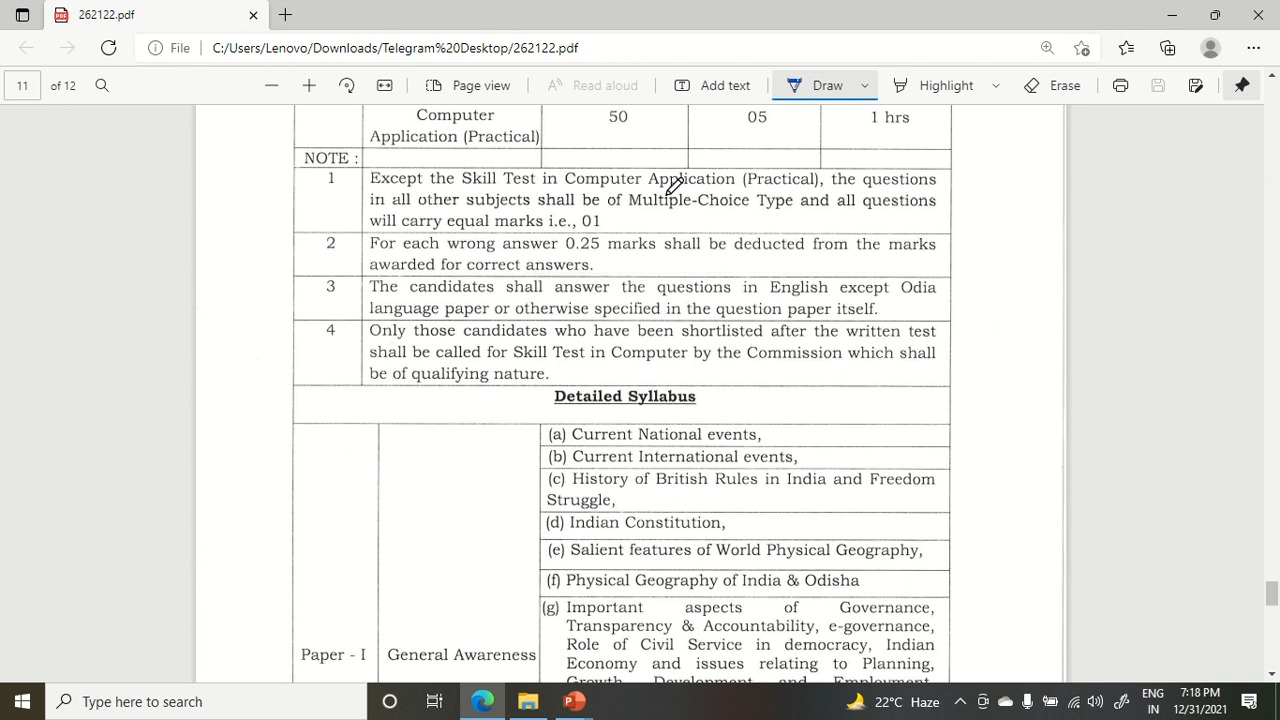 262122.pdf
File C:/Users/Lenovo/Downloads/Telegram%20Desktop/262122.pdf
11 of 12 Page view Read aloud Add text Draw Highlight Erase
Computer 50 05 1 hrs
Application (Practical)
NOTE :
1 Except the Skill Test in Computer Application (Practical), the questions
in all other subjects shall be of Multiple-Choice Type and all questions
will carry equal marks i.e., 01
2 For each wrong answer 0.25 marks shall be deducted from the marks
awarded for correct answers.
3 The candidates shall answer the questions in English except Odia
language paper or otherwise specified in the question paper itself.
4 Only those candidates who have been shortlisted after the written test
shall be called for Skill Test in Computer by the Commission which shall
be of qualifying nature.
Detailed Syllabus
(a) Current National events,
(b) Current International events,
(c) History of British Rules in India and Freedom
Struggle,
(d) Indian Constitution,
(e) Salient features of World Physical Geography,
(f) Physical Geography of India & Odisha
(g) Important aspects of Governance,
Transparency & Accountability, e-governance,
Role of Civil Service in democracy, Indian
Paper - I General Awareness Economy and issues relating to Planning,
Growth, Development and Employment,
Type here to search 22°C Haze ENG 7:18 PM
IN 12/31/2021